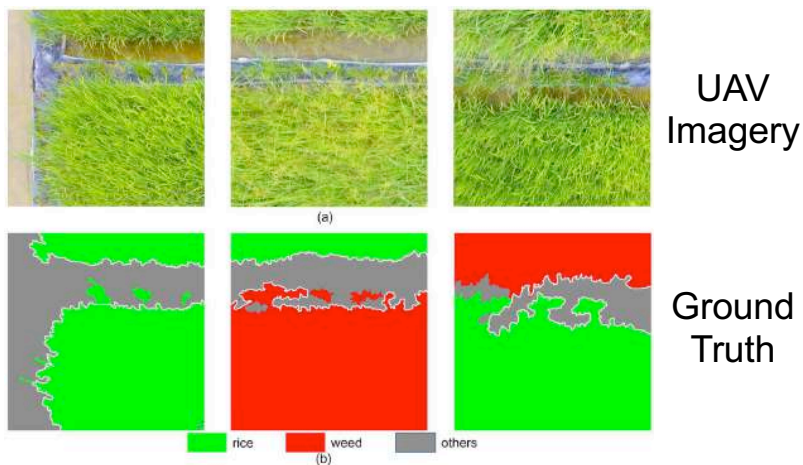 UAV
Imagery
(a)
Ground
Truth
rice weed others
(b)